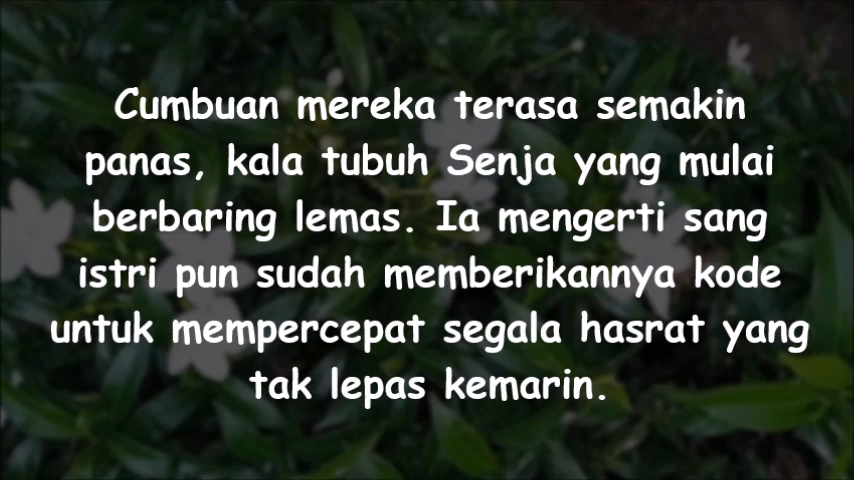 Cumbuan mereka terasa semakin
panas, kala tubuh Senja yang mulai
berbaring lemas. Ia mengerti sang
istri pun sudah memberikannya kode
untuk mempercepat segala hasrat yang
tak lepas kemarin.